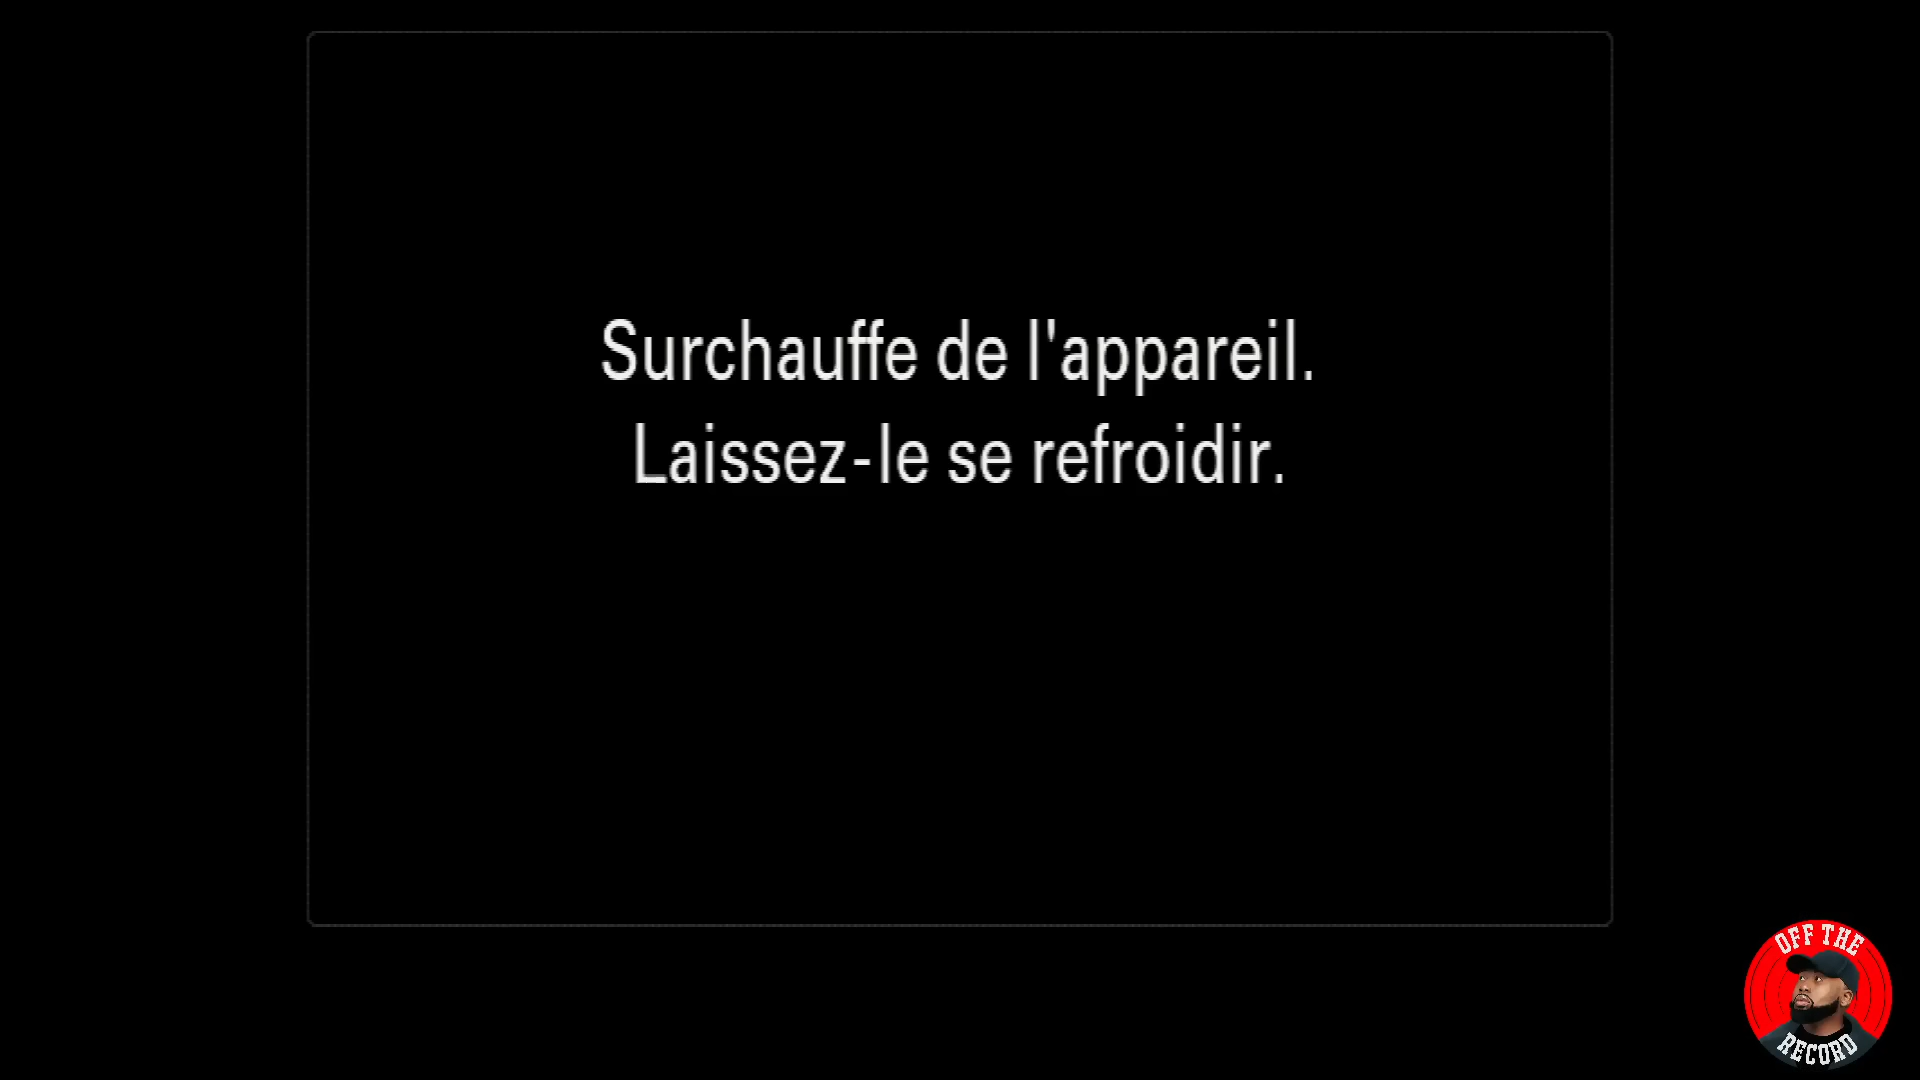 Surchauffe de l'appareil.
Laissez-le se refroidir.
OFF THE
RECORD